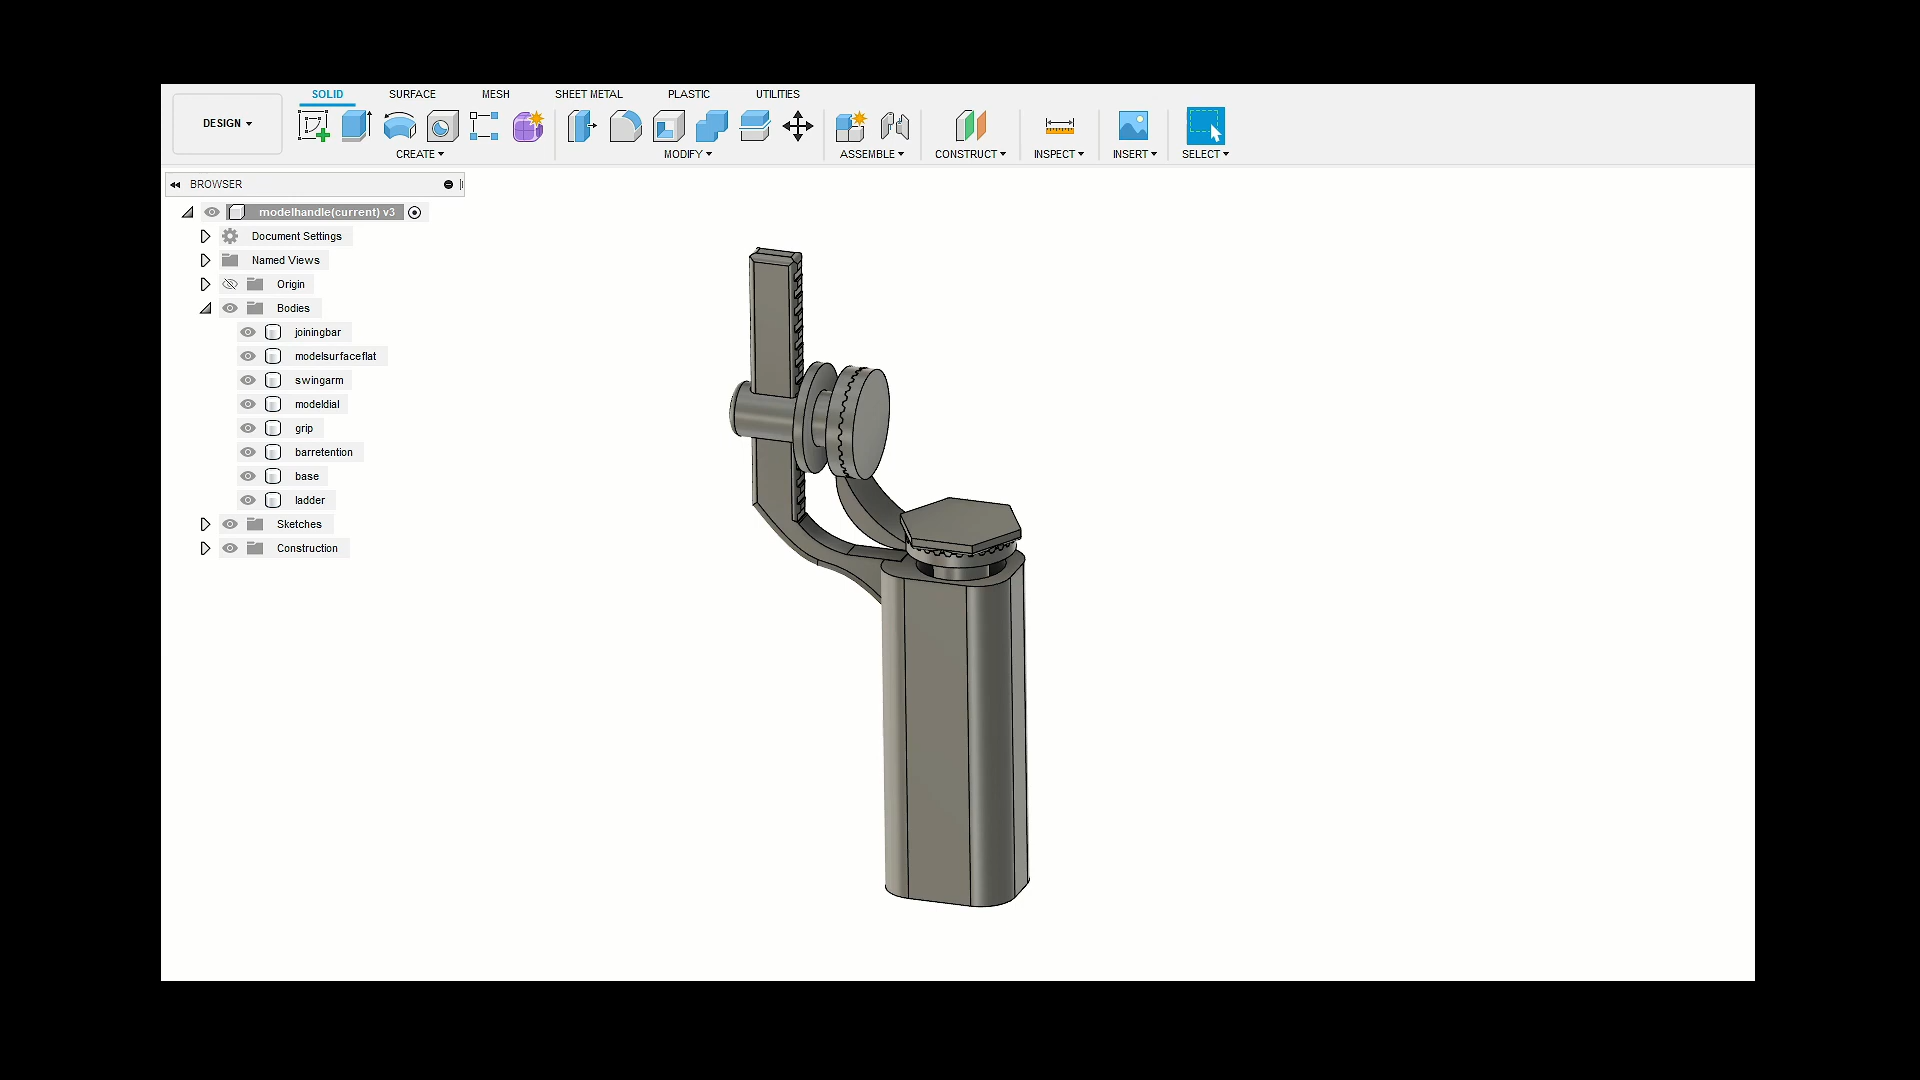 SOLID SURFACE MESH SHEET METAL PLASTIC UTILITIES
DESIGN
CREATE MODIFY ASSEMBLE CONSTRUCT INSPECT INSERT SELECT
BROWSER
modelhandle(current) v3
Document Settings
Named Views
Origin
Bodies
joiningbar
modelsurfaceflat
swingarm
modeldial
grip
barretention
base
ladder
Sketches
Construction